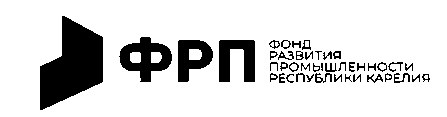 ФРП
ФОНД
РАЗВИТИЯ
ПРОМЫШЛЕННОСТИ
РЕСПУБЛИКИ КАРЕЛИЯ